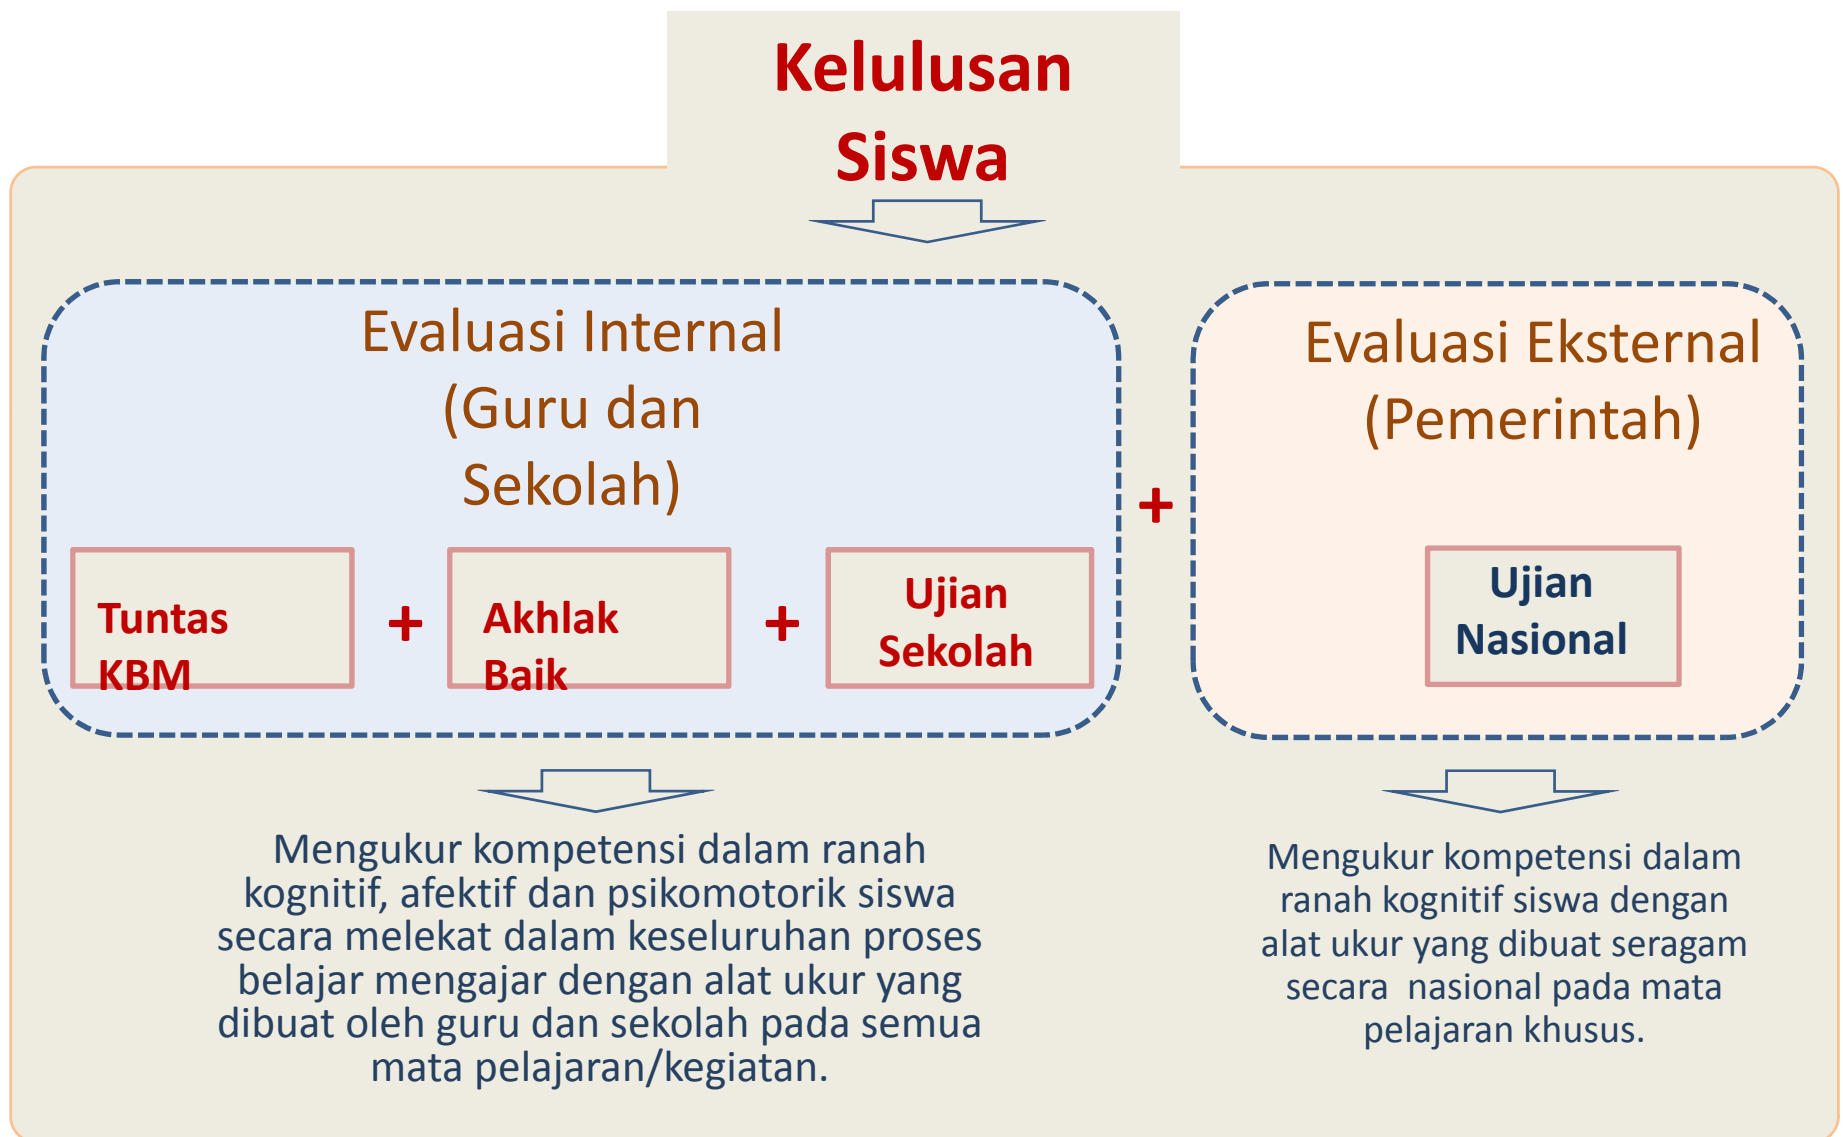 Kelulusan
Siswa
Evaluasi Internal
(Guru dan
Sekolah)
Tuntas
KBM
+
Akhlak
Baik
+
Ujian
Sekolah
+
Evaluasi Eksternal
(Pemerintah)
Ujian
Nasional
Mengukur kompetensi dalam ranah
kognitif, afektif dan psikomotorik siswa
secara melekat dalam keseluruhan proses
belajar mengajar dengan alat ukur yang
dibuat oleh guru dan sekolah pada semua
mata pelajaran/kegiatan.
Mengukur kompetensi dalam
ranah kognitif siswa dengan
alat ukur yang dibuat seragam
secara  nasional pada mata
pelajaran khusus.